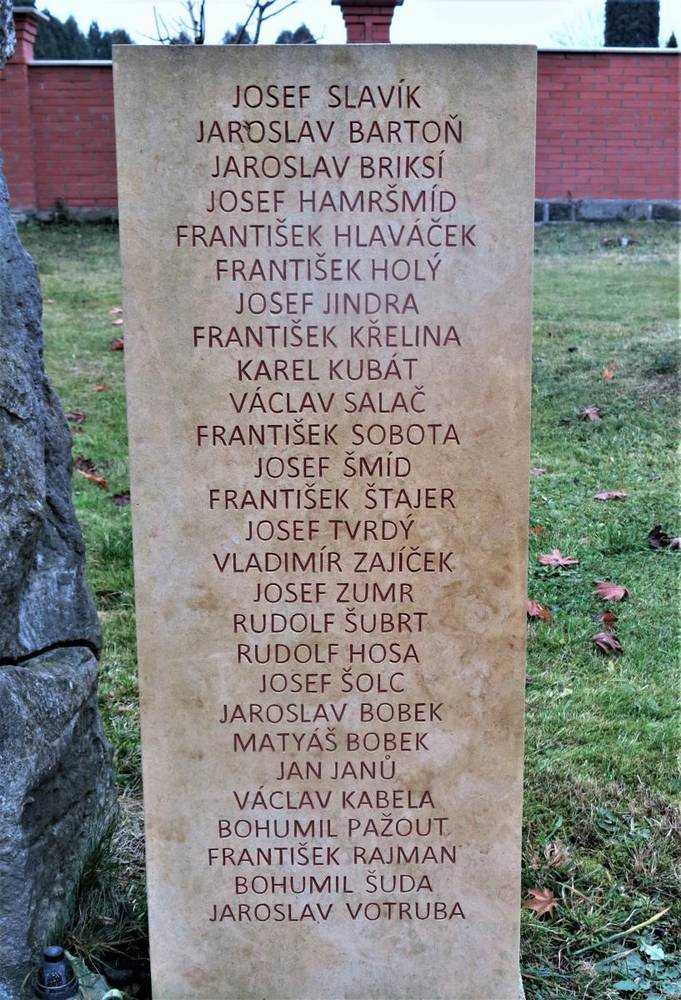 JOSEF SLAVÍK
JAROSLAV BARTOŇ
JAROSLAV BRIKSÍ
JOSEF HAMRŠMÍD
FRANTIŠEK HLAVÁČEK
FRANTIŠEK HOLÝ
JOSEF JINDRA
FRANTIŠEK KŘELINA
KAREL KUBÁT
VÁCLAV SALAČ
FRANTIŠEK SOBOTA
JOSEF ŠMÍD
FRANTIŠEK ŠTAJER
JOSEF TVRDÝ
VLADIMÍR ZAJÍČEK
JOSEF ZUMR
RUDOLF ŠUBRT
RUDOLF HOSA
JOSEF ŠOLC
JAROSLAV BOBEK
MATYÁŠ BOBEK
JAN JANŮ
VÁCLAV KABELA
BOHUMIL PAŽOUT
FRANTIŠEK RAJMAN
BOHUMIL ŠUDA
JAROSLAV VOTRUBA